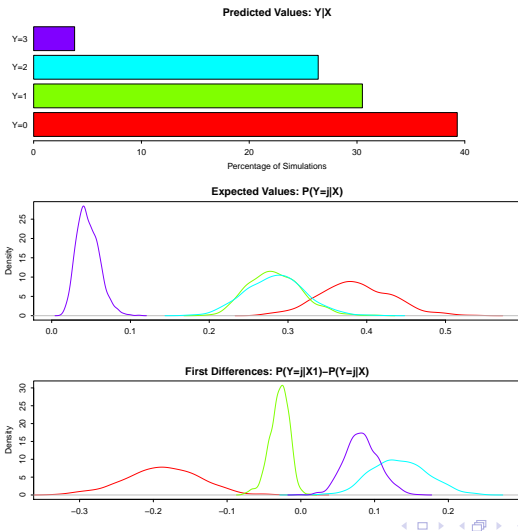 Predicted Values: Y|X
Y=3
Y=2
Y=1
Y=0
0 10 20 30 40
Percentage of Simulations
Expected Values: P(Y=j|X)
Density
0 5 10 15 20 25
0.0 0.1 0.2 0.3 0.4 0.5
First Differences: P(Y=j|X1)−P(Y=j|X)
Density
0 5 10 15 20 25 30
−0.3 −0.2 −0.1 0.0 0.1 0.2